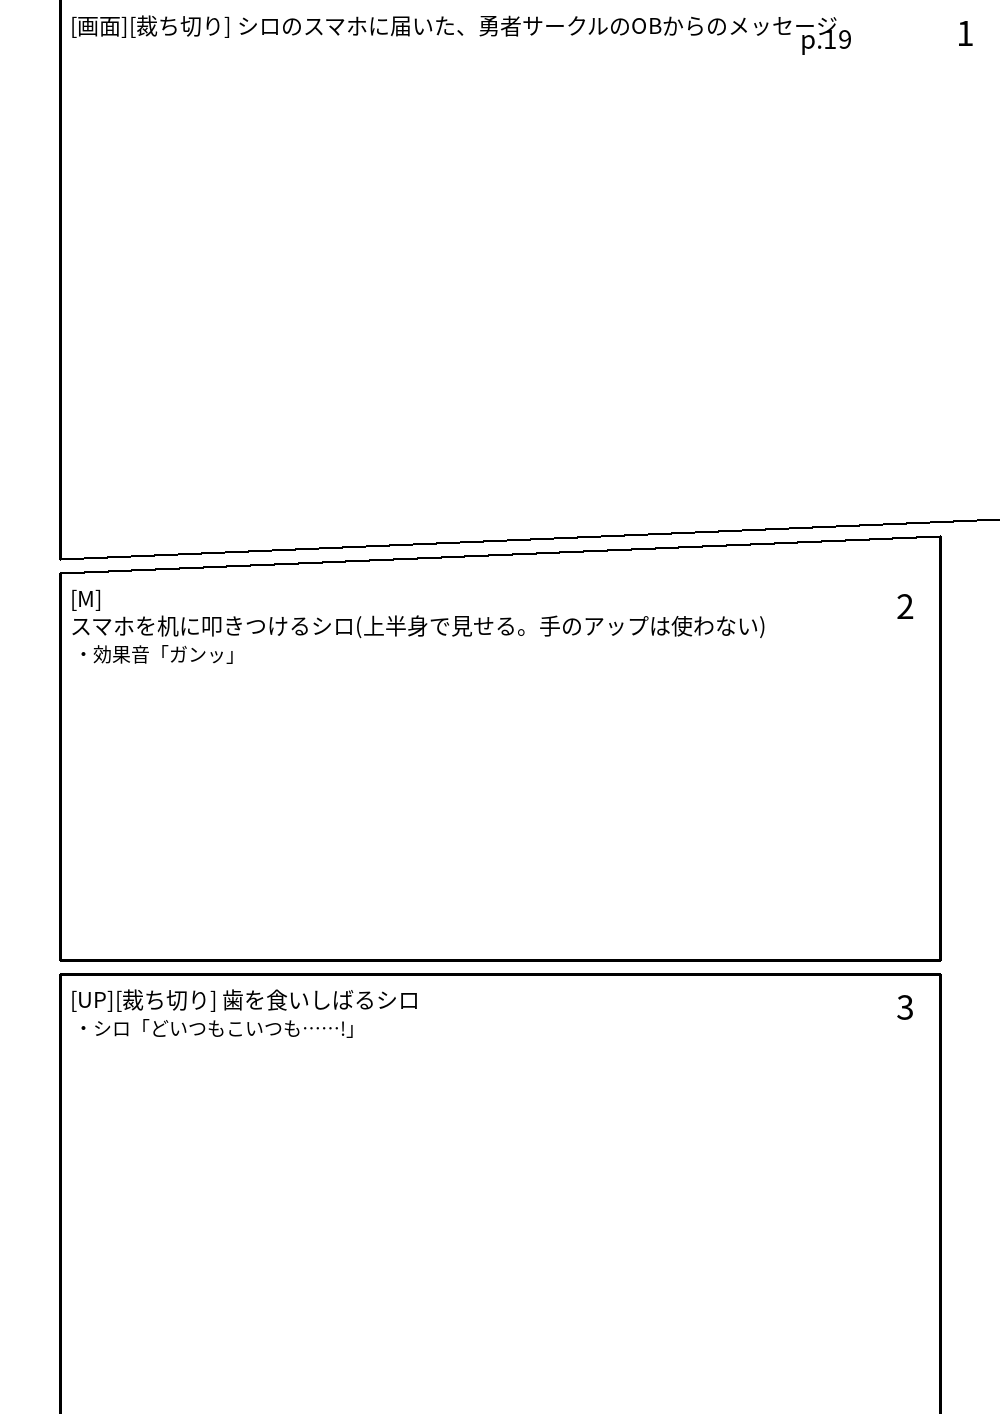 [画面][裁ち切り] シロのスマホに届いた、勇者サークルのOBからのメッセージ
p.19
1
[M]
2
スマホを机に叩きつけるシロ(上半身で見せる。手のアップは使わない)
・効果音「ガンッ」
[UP][裁ち切り] 歯を食いしばるシロ
3
・シロ「どいつもこいつも……!」